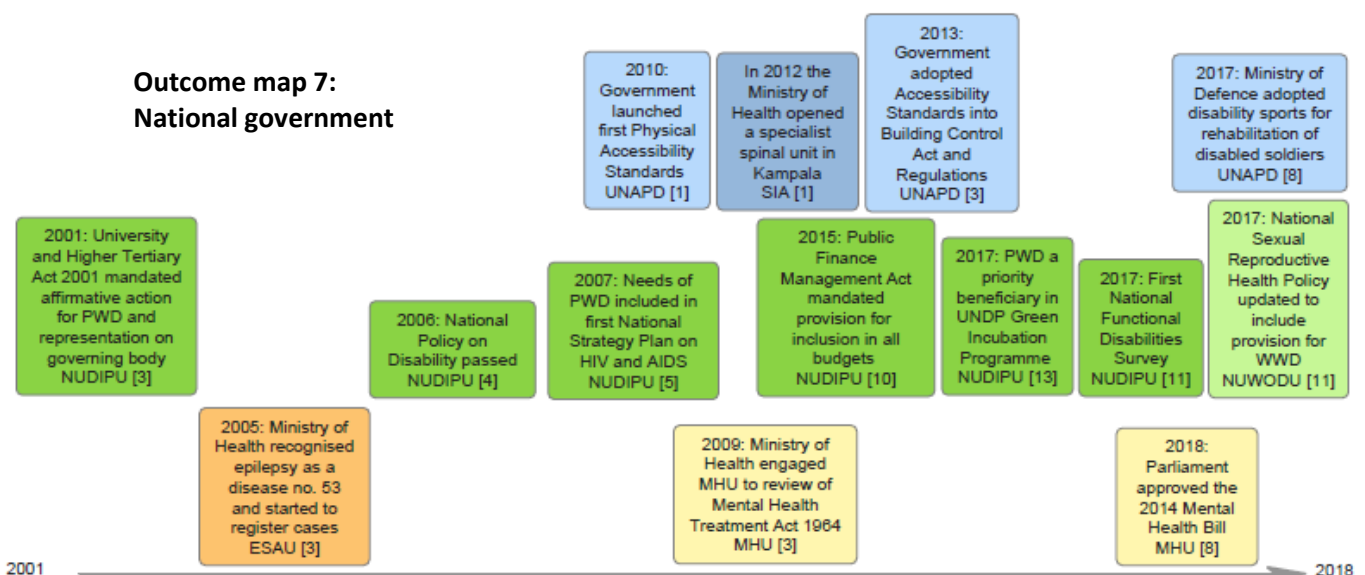 Outcome map 7:
National government
2010:
Government
launched
first Physical
Accessibility
Standards
UNAPD [1]
In 2012 the
Ministry of
Health opened
a specialist
spinal unit in
Kampala
SIA [1]
2013:
Government
adopted
Accessibility
Standards into
Building Control
Act and
Regulations
UNAPD [3]
2017: Ministry of
Defence adopted
disability sports for
rehabilitation of
disabled soldiers
UNAPD [8]
2001: University
and Higher Tertiary
Act 2001 mandated
affirmative action
for PWD and
representation on
governing body
NUDIPU [3]
2006: National
Policy on
Disability passed
NUDIPU [4]
2007: Needs of
PWD included in
first National
Strategy Plan on
HIV and AIDS
NUDIPU [5]
2015: Public
Finance
Management Act
mandated
provision for
inclusion in all
budgets
NUDIPU [10]
2017: PWD a
priority
beneficiary in
UNDP Green
Incubation
Programme
NUDIPU [13]
2017: First
National
Functional
Disabilities
Survey
NUDIPU [11]
2017: National
Sexual
Reproductive
Health Policy
updated to
include
provision for
WWD
NUWODU [11]
2005: Ministry of
Health recognised
epilepsy as a
disease no. 53
and started to
register cases
ESAU [3]
2009: Ministry of
Health engaged
MHU to review of
Mental Health
Treatment Act 1964
MHU [3]
2018:
Parliament
approved the
2014 Mental
Health Bill
MHU [8]
2001
2018